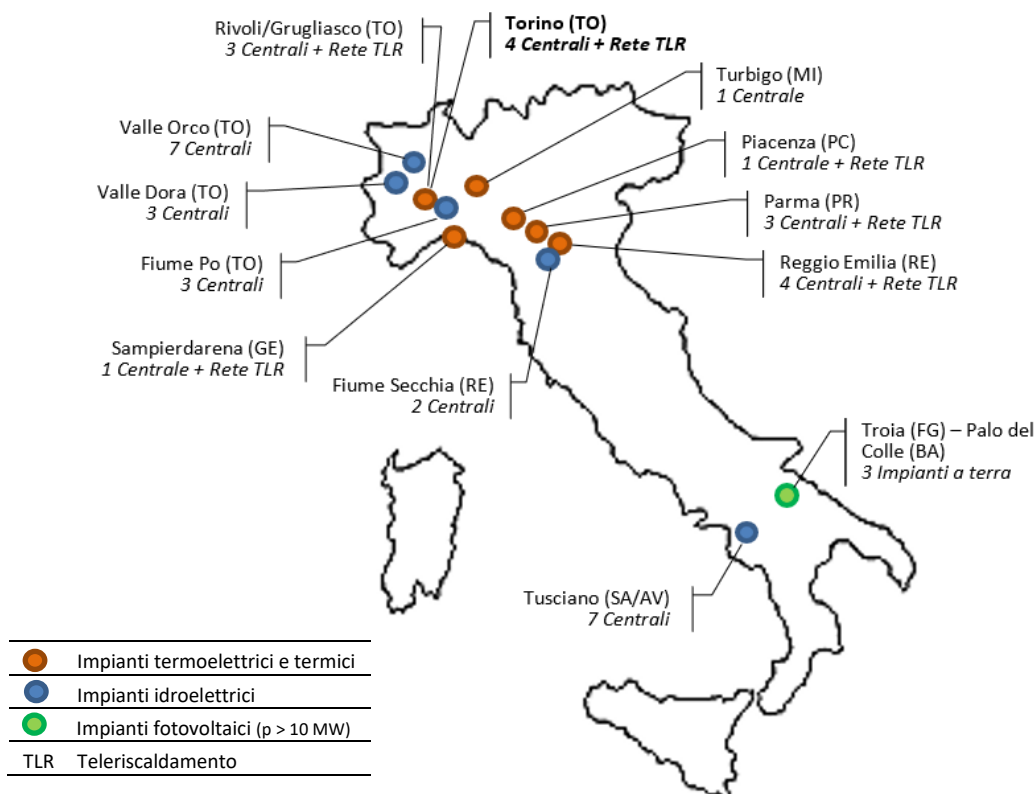 Rivoli/Grugliasco (TO)
3 Centrali + Rete TLR
Torino (TO)
4 Centrali + Rete TLR
Turbigo (MI)
1 Centrale
Valle Orco (TO)
7 Centrali
Piacenza (PC)
1 Centrale + Rete TLR
Valle Dora (TO)
3 Centrali
Parma (PR)
3 Centrali + Rete TLR
Fiume Po (TO)
3 Centrali
Reggio Emilia (RE)
4 Centrali + Rete TLR
Sampierdarena (GE)
1 Centrale + Rete TLR
Fiume Secchia (RE)
2 Centrali
Troia (FG) – Palo del
Colle (BA)
3 Impianti a terra
Tusciano (SA/AV)
7 Centrali
Impianti termoelettrici e termici
Impianti idroelettrici
Impianti fotovoltaici (p > 10 MW)
TLR Teleriscaldamento